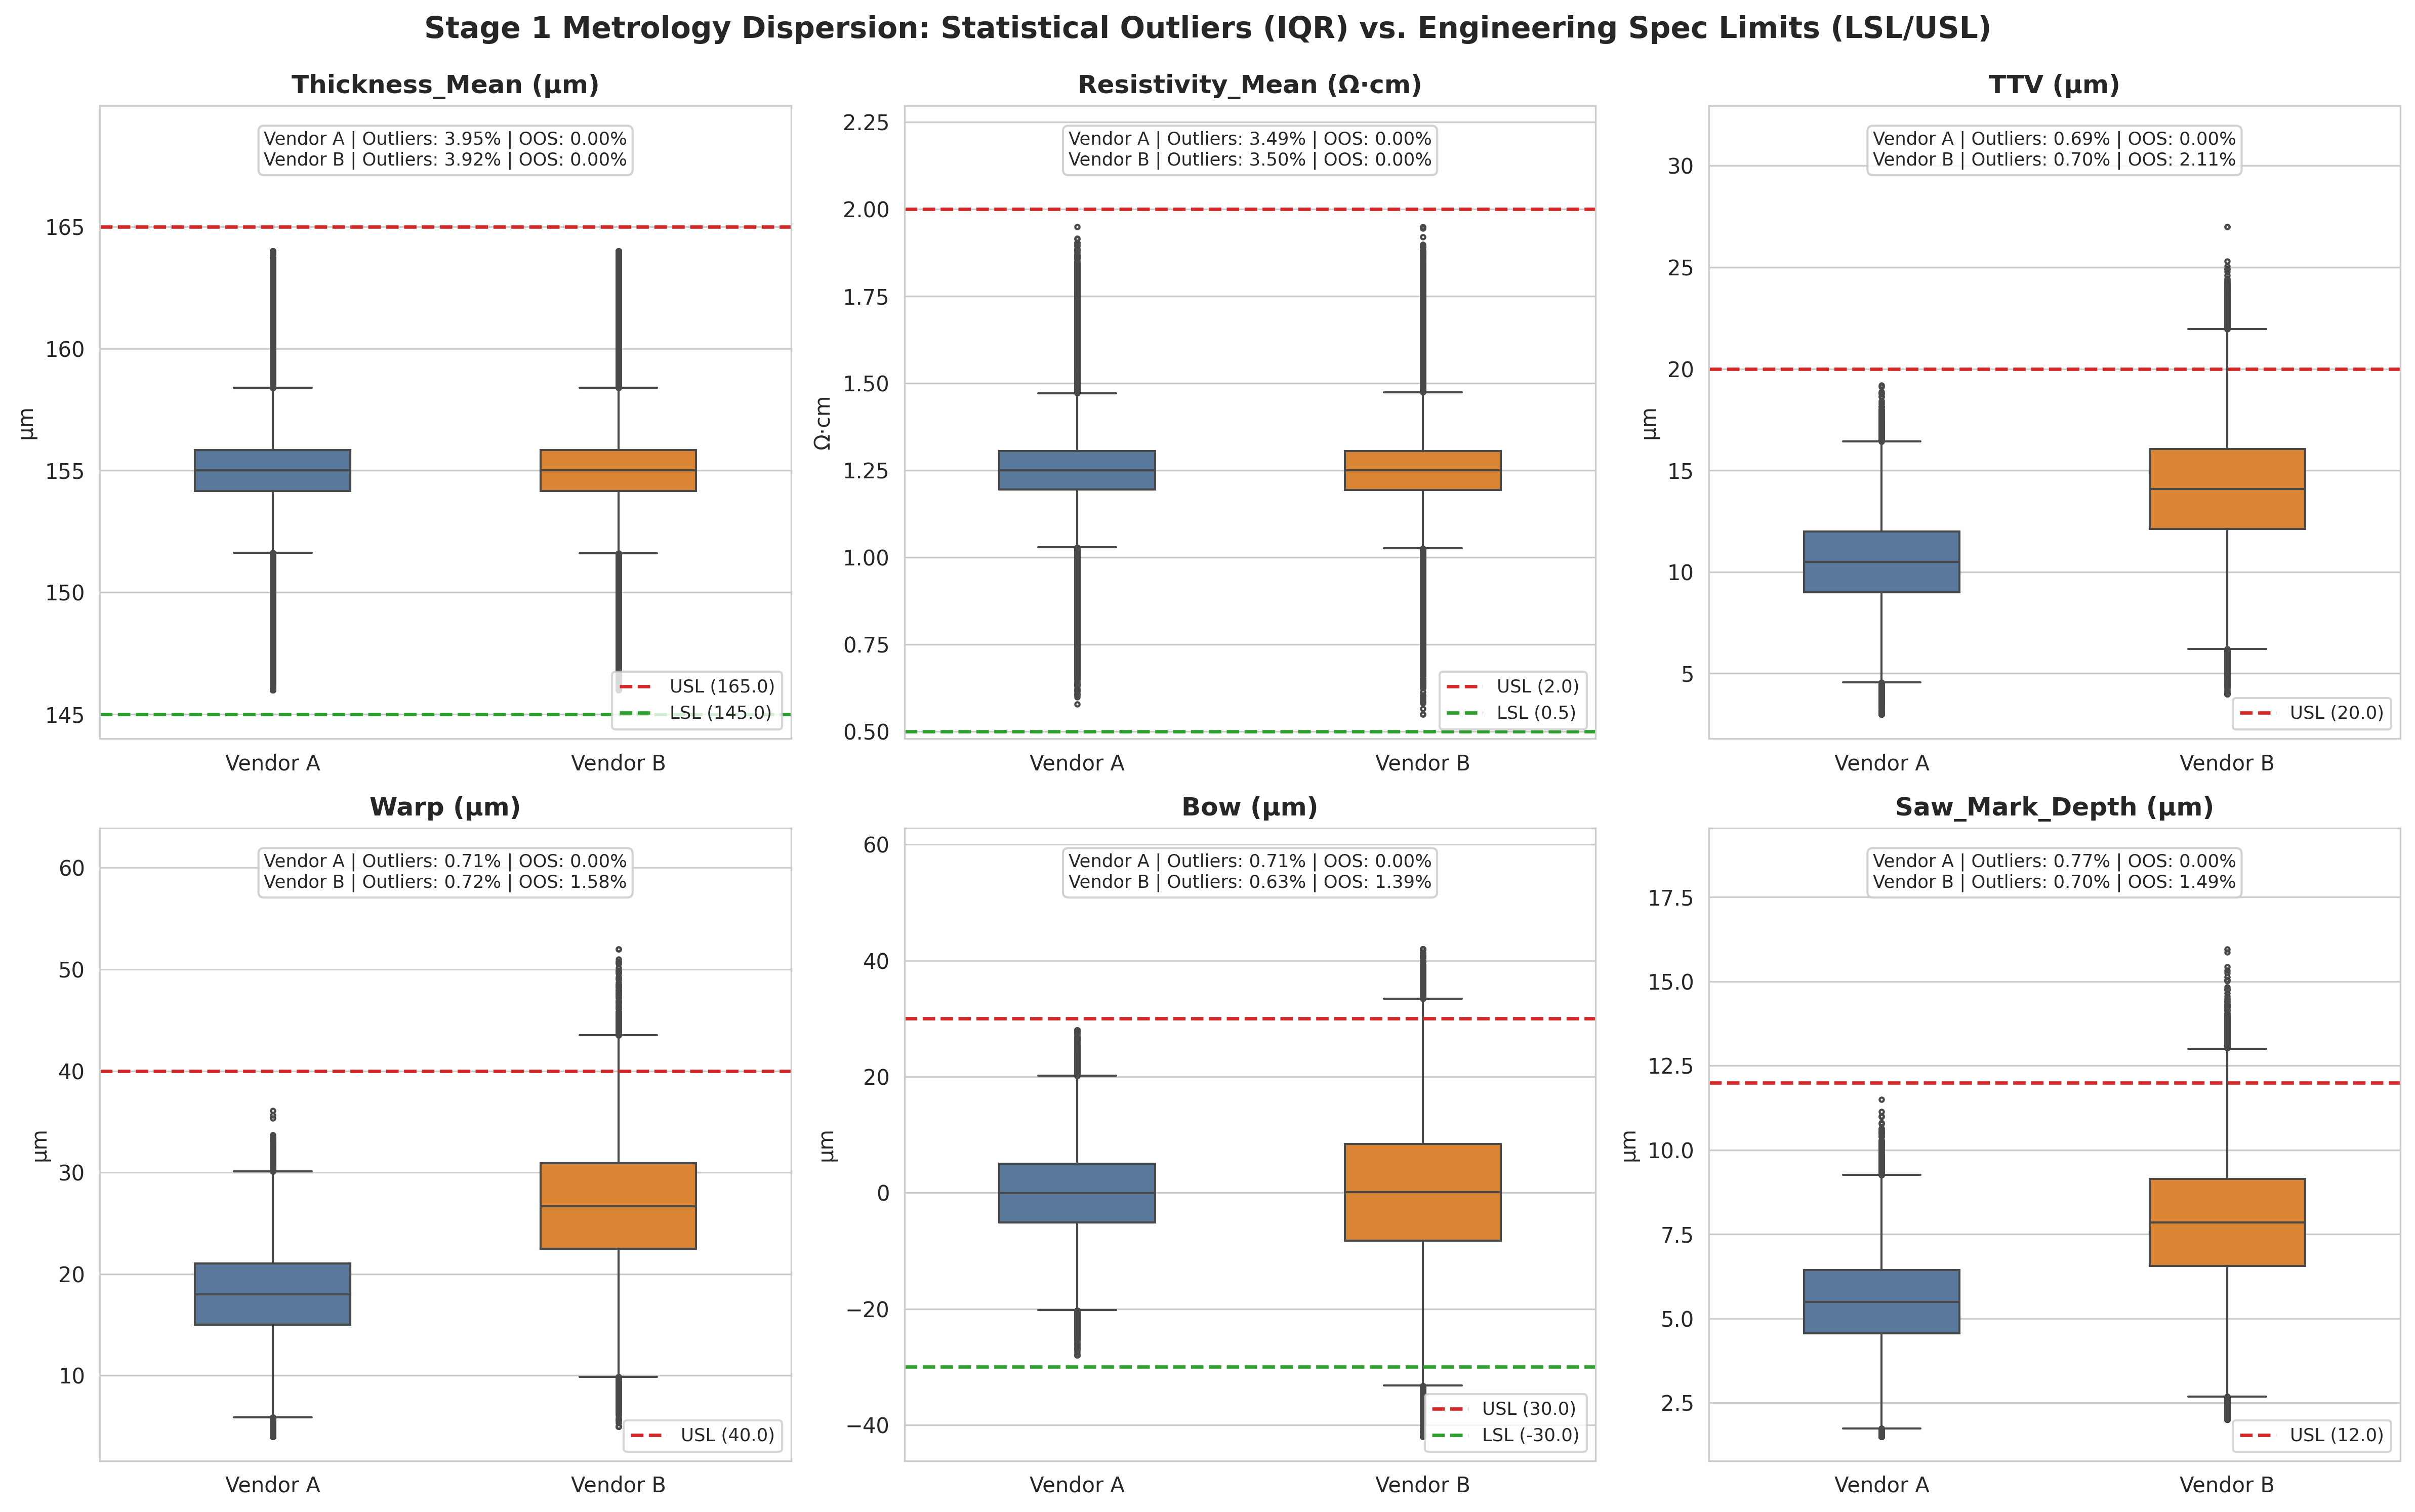 Stage 1 Metrology Dispersion: Statistical Outliers (IQR) vs. Engineering Spec Limits (LSL/USL)
Thickness_Mean (µm)
Vendor A | Outliers: 3.95% | OOS: 0.00%
Vendor B | Outliers: 3.92% | OOS: 0.00%
165
160
155
150
145
µm
USL (165.0)
LSL (145.0)
Vendor A
Vendor B
Resistivity_Mean (Ω·cm)
Vendor A | Outliers: 3.49% | OOS: 0.00%
Vendor B | Outliers: 3.50% | OOS: 0.00%
2.25
2.00
1.75
1.50
1.25
1.00
0.75
0.50
Ω·cm
USL (2.0)
LSL (0.5)
Vendor A
Vendor B
TTV (µm)
Vendor A | Outliers: 0.69% | OOS: 0.00%
Vendor B | Outliers: 0.70% | OOS: 2.11%
30
25
20
15
10
5
µm
USL (20.0)
Vendor A
Vendor B
Warp (µm)
Vendor A | Outliers: 0.71% | OOS: 0.00%
Vendor B | Outliers: 0.72% | OOS: 1.58%
60
50
40
30
20
10
µm
USL (40.0)
Vendor A
Vendor B
Bow (µm)
Vendor A | Outliers: 0.71% | OOS: 0.00%
Vendor B | Outliers: 0.63% | OOS: 1.39%
60
40
20
0
−20
−40
µm
USL (30.0)
LSL (-30.0)
Vendor A
Vendor B
Saw_Mark_Depth (µm)
Vendor A | Outliers: 0.77% | OOS: 0.00%
Vendor B | Outliers: 0.70% | OOS: 1.49%
17.5
15.0
12.5
10.0
7.5
5.0
2.5
µm
USL (12.0)
Vendor A
Vendor B